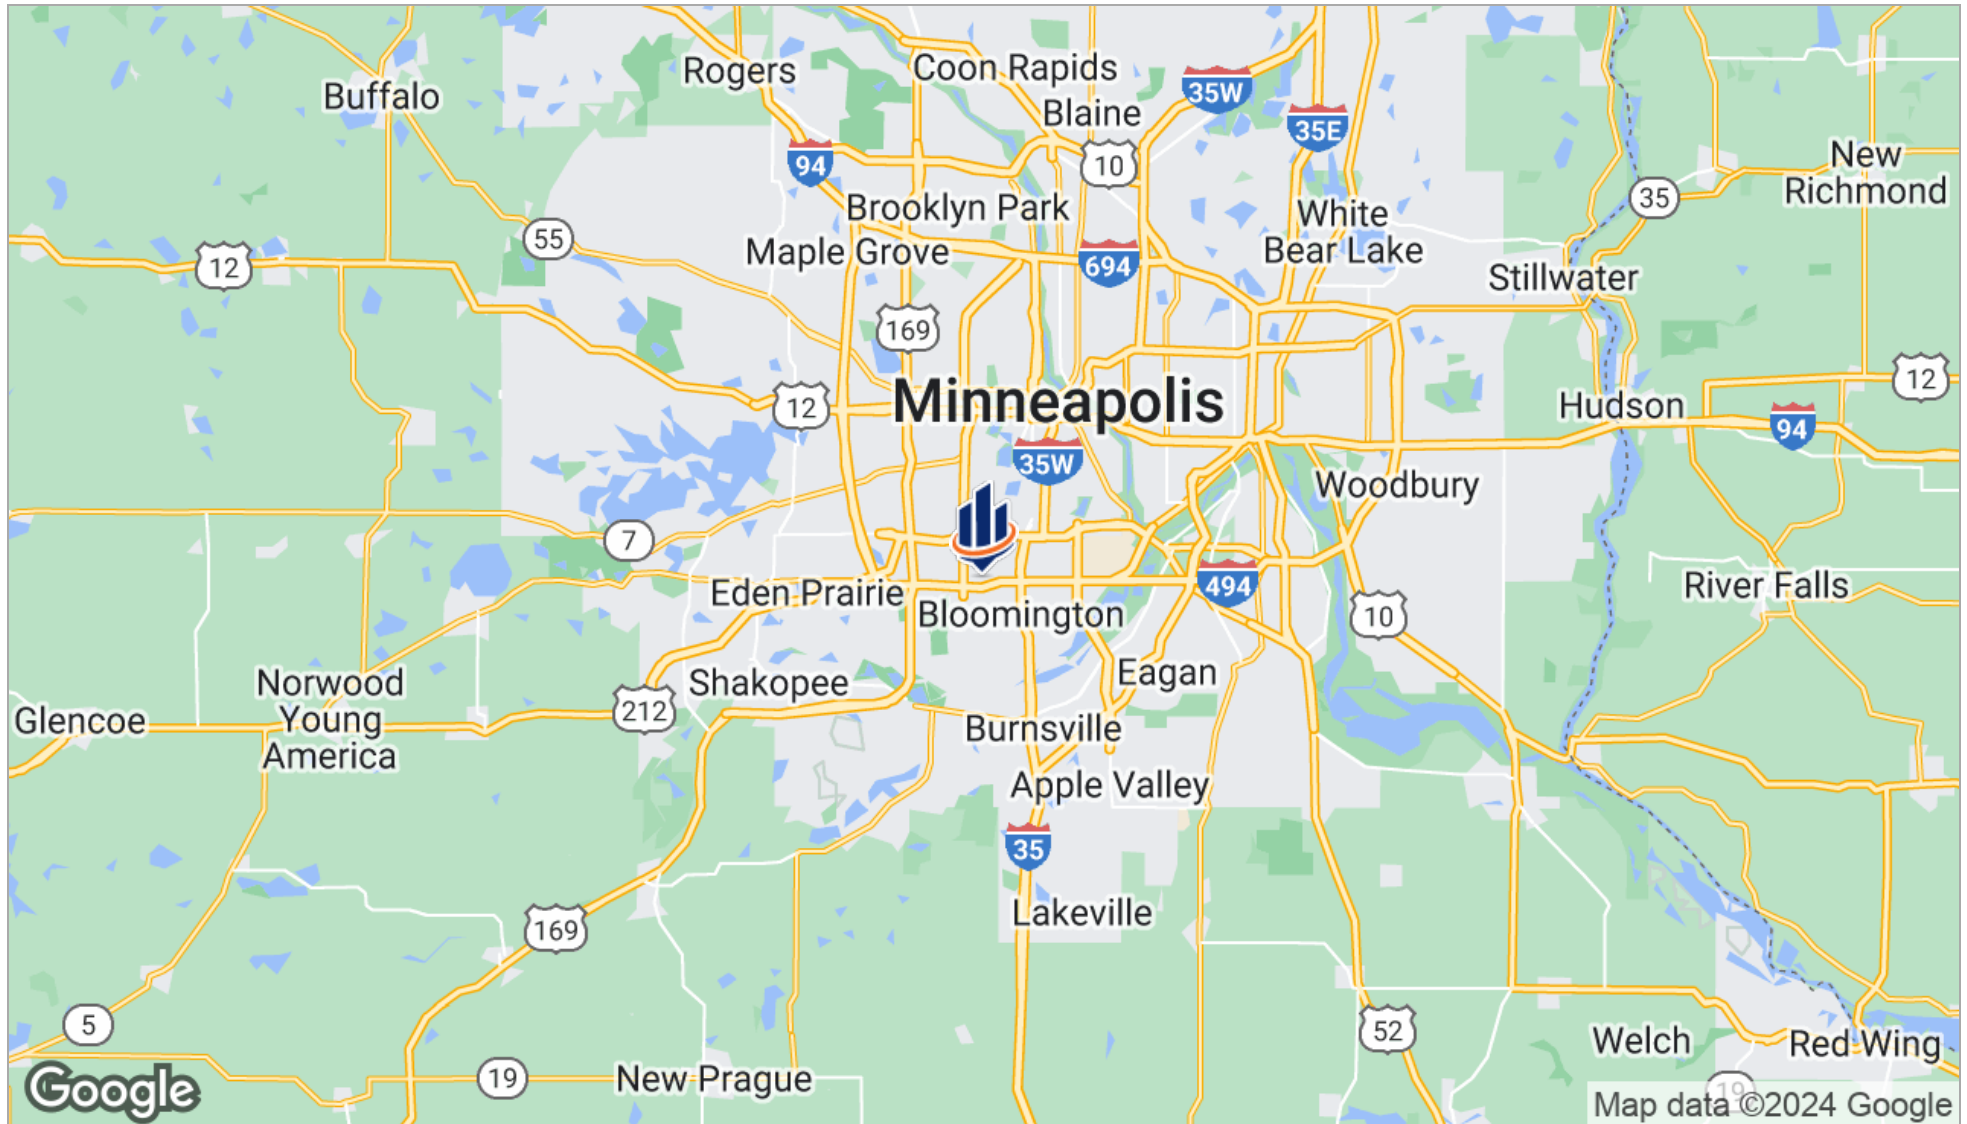 Rogers
Coon Rapids
35W
Buffalo
Blaine
35E
94
10
New
Richmond
35
Brooklyn Park
White
Bear Lake
55
Maple Grove
12
694
Stillwater
169
12
12
Minneapolis
Hudson
94
35W
Woodbury
7
494
Eden Prairie
River Falls
Bloomington
10
Eagan
Norwood
Young
America
Shakopee
212
Glencoe
Burnsville
Apple Valley
35
Lakeville
169
5
52
Welch
Red Wing
19
New Prague
19
Google
Map data ©2024 Google